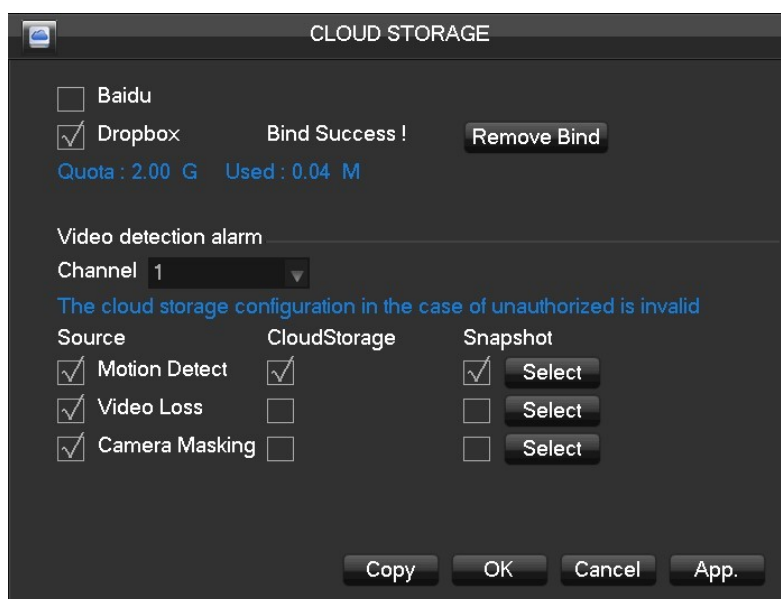 CLOUD STORAGE
Baidu
Dropbox Bind Success ! Remove Bind
Quota : 2.00 G Used : 0.04 M
Video detection alarm
Channel 1
The cloud storage configuration in the case of unauthorized is invalid
Source CloudStorage Snapshot
Motion Detect Select
Video Loss Select
Camera Masking Select
Copy OK Cancel App.